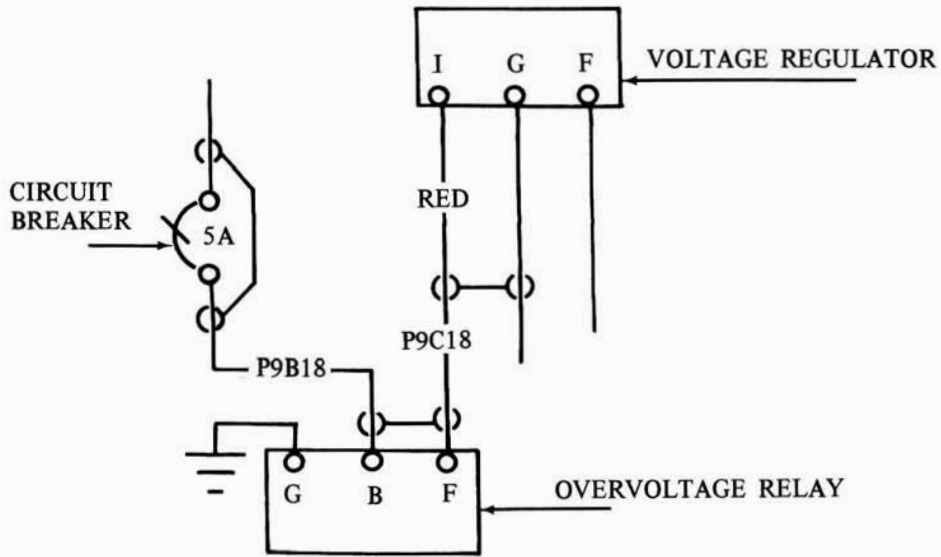 I G F
VOLTAGE REGULATOR
CIRCUIT
BREAKER
5A
RED
P9C18
P9B18
G B F
OVERVOLTAGE RELAY